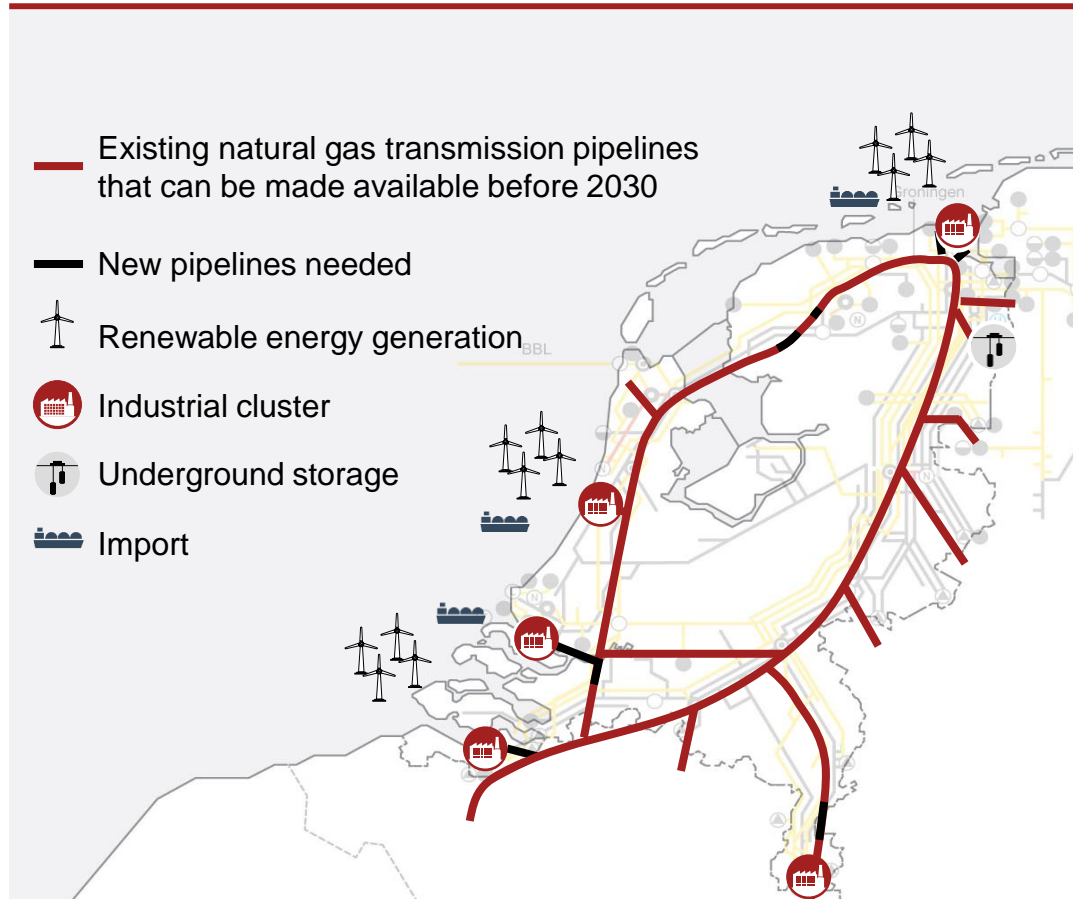 Existing natural gas transmission pipelines
that can be made available before 2030
Groningen
New pipelines needed
Renewable energy generation
BBL
Industrial cluster
Underground storage
Import
N
N
N
N